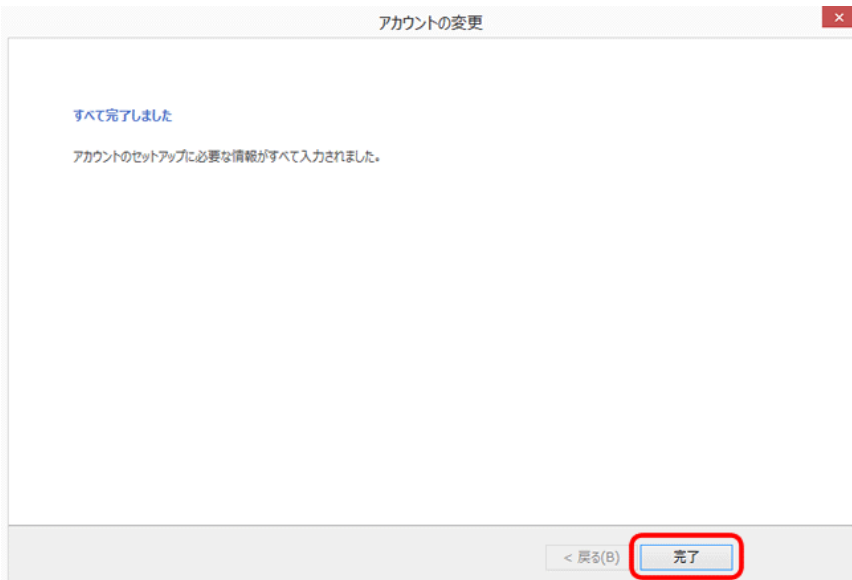 アカウントの変更
すべて完了しました
アカウントのセットアップに必要な情報がすべて入力されました。
< 戻る(B)
完了